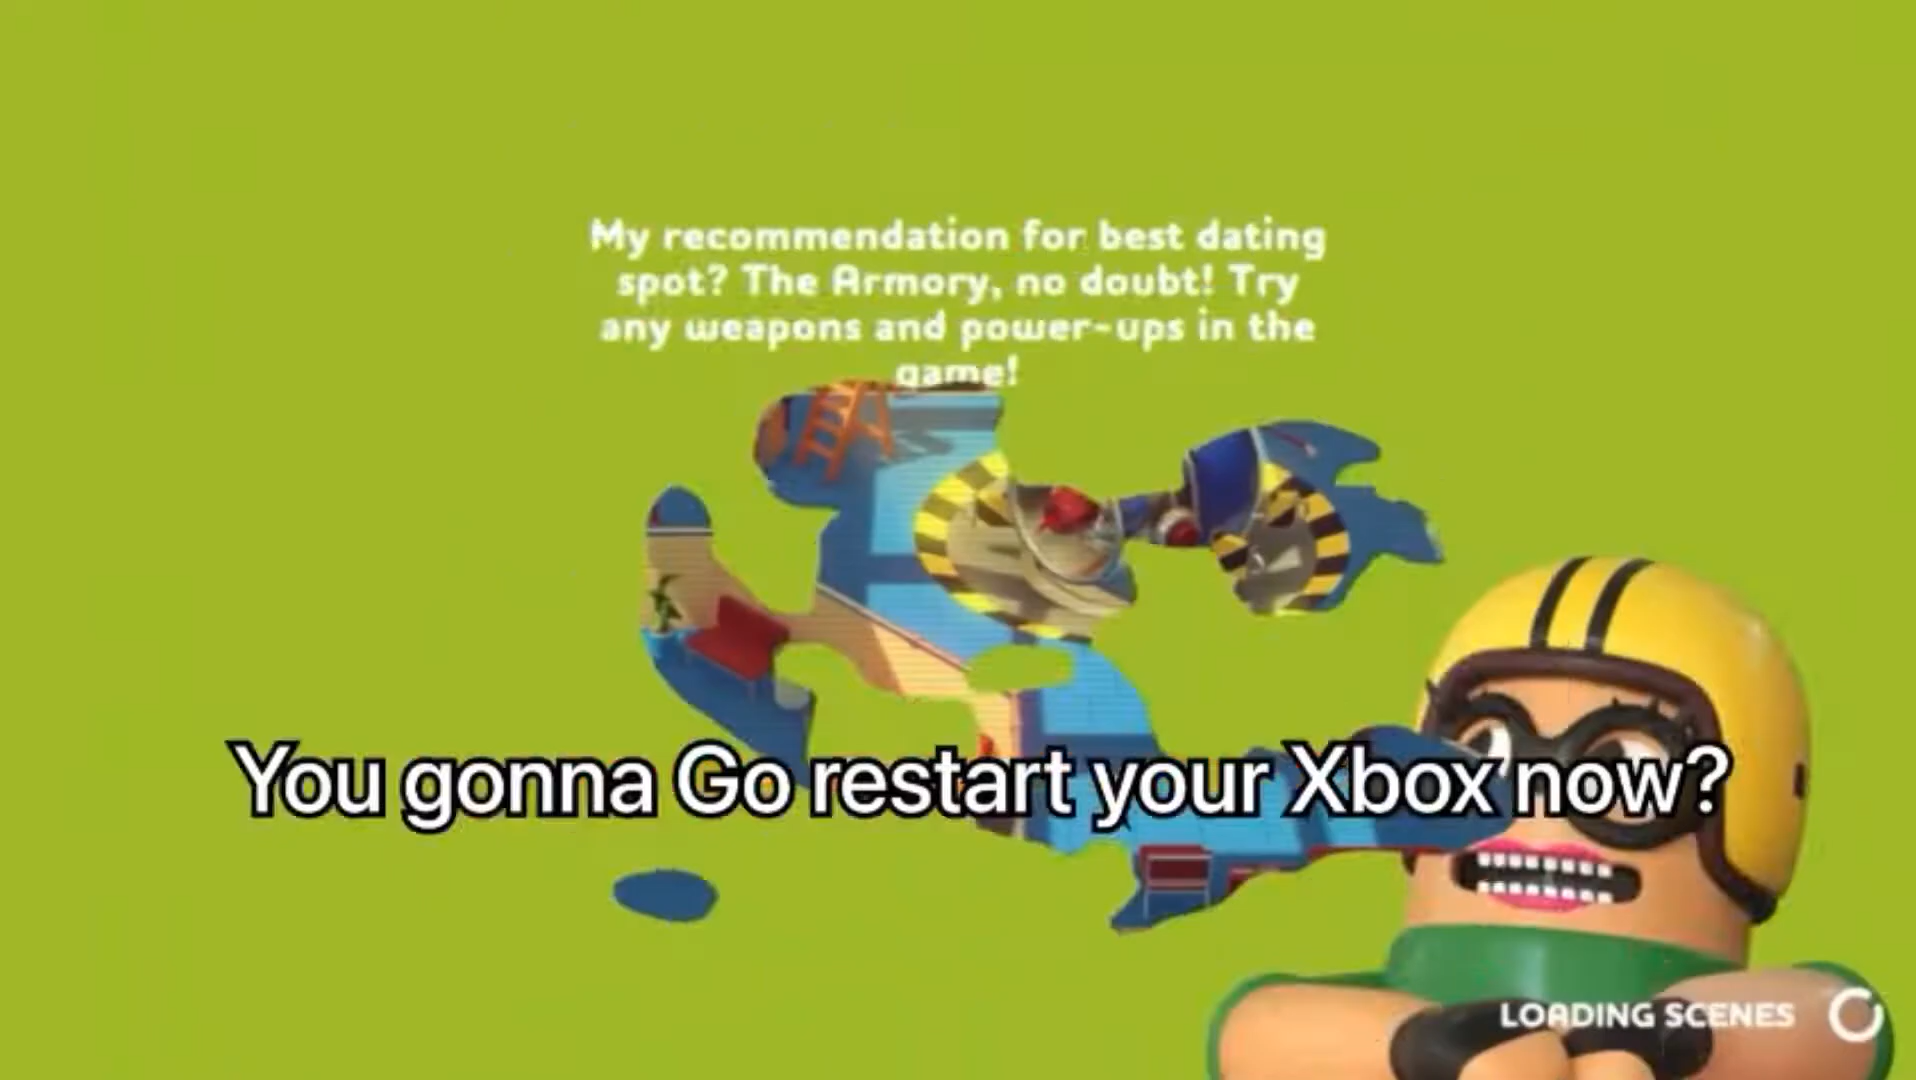 My recommendation for best dating
spot? The Armory, no doubt! Try
any weapons and power-ups in the
game!
You gonna Go restart your Xbox now?
LOADING SCENES